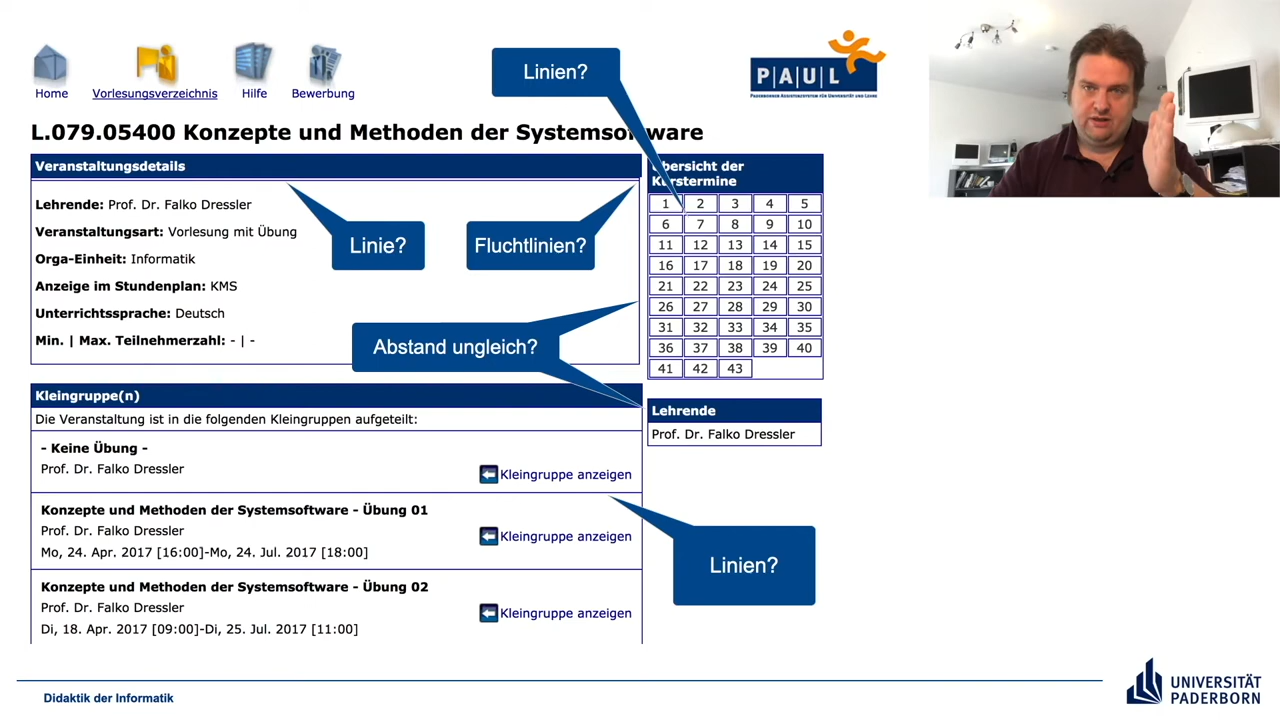 Home
Vorlesungsverzeichnis
Hilfe
Bewerbung
Linien?
P|A|U|L
PADERBORNER ASSISTENZSYSTEM FÜR UNIVERSITÄT UND LEHRE
L.079.05400 Konzepte und Methoden der Systemsoftware
Veranstaltungsdetails
Lehrende: Prof. Dr. Falko Dressler
Veranstaltungsart: Vorlesung mit Übung
Orga-Einheit: Informatik
Anzeige im Stundenplan: KMS
Unterrichtssprache: Deutsch
Min. | Max. Teilnehmerzahl: - | -
Linie?
Fluchtlinien?
Abstand ungleich?
Übersicht der
Kurstermine
1 2 3 4 5
6 7 8 9 10
11 12 13 14 15
16 17 18 19 20
21 22 23 24 25
26 27 28 29 30
31 32 33 34 35
36 37 38 39 40
41 42 43
Lehrende
Prof. Dr. Falko Dressler
Kleingruppe(n)
Die Veranstaltung ist in die folgenden Kleingruppen aufgeteilt:
- Keine Übung -
Prof. Dr. Falko Dressler
Kleingruppe anzeigen
Konzepte und Methoden der Systemsoftware - Übung 01
Prof. Dr. Falko Dressler
Kleingruppe anzeigen
Mo, 24. Apr. 2017 [16:00]-Mo, 24. Jul. 2017 [18:00]
Konzepte und Methoden der Systemsoftware - Übung 02
Prof. Dr. Falko Dressler
Kleingruppe anzeigen
Di, 18. Apr. 2017 [09:00]-Di, 25. Jul. 2017 [11:00]
Linien?
Didaktik der Informatik
UNIVERSITÄT
PADERBORN